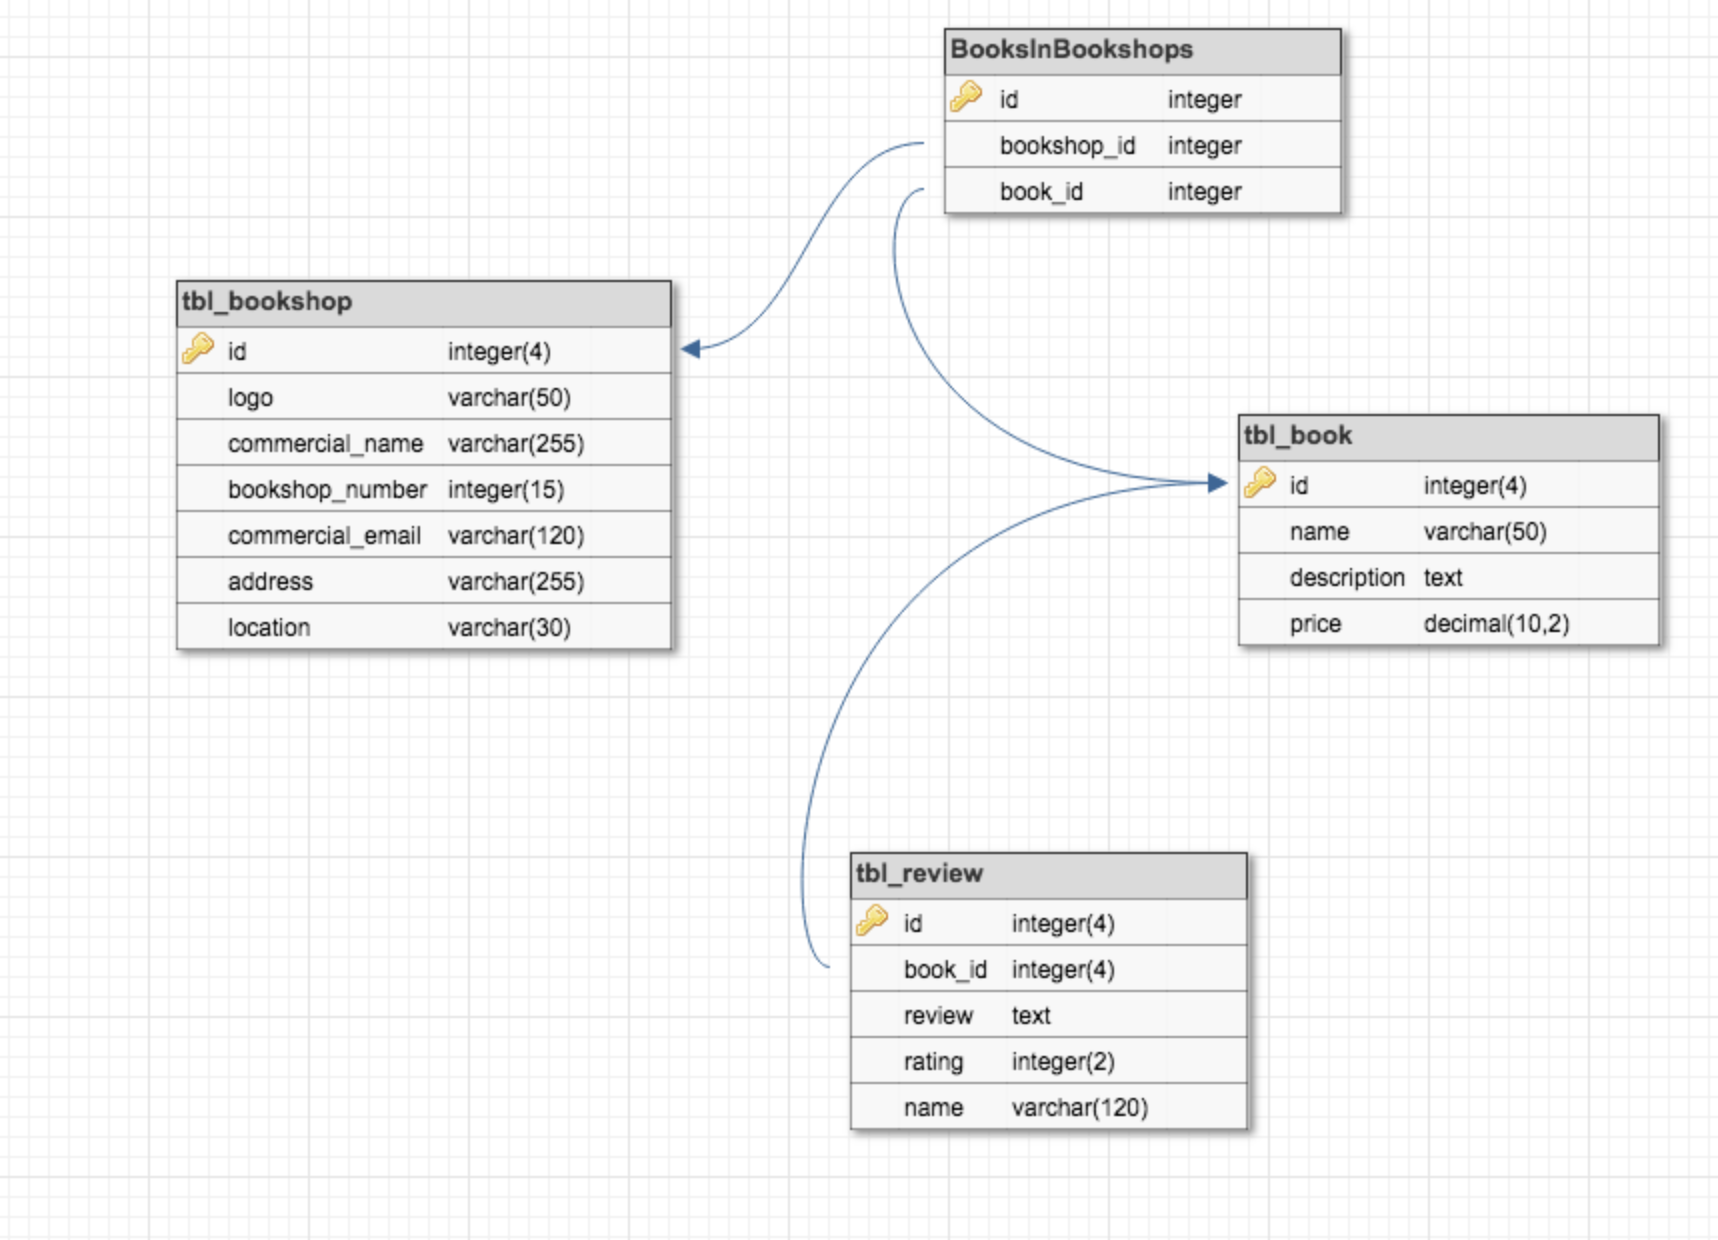 BooksInBookshops
id integer
bookshop_id integer
book_id integer
tbl_bookshop
id integer(4)
logo varchar(50)
commercial_name varchar(255)
bookshop_number integer(15)
commercial_email varchar(120)
address varchar(255)
location varchar(30)
tbl_book
id integer(4)
name varchar(50)
description text
price decimal(10,2)
tbl_review
id integer(4)
book_id integer(4)
review text
rating integer(2)
name varchar(120)